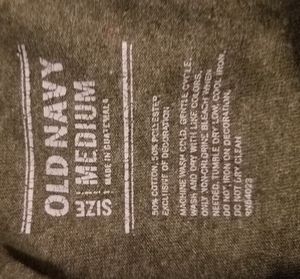 OLD NAVY
SIZE MEDIUM
MADE IN GUATEMALA
50% COTTON, 50% POLYESTER
EXCLUSIVE OF DECORATION
MACHINE WASH COLD, GENTLE CYCLE.
WASH AND DRY WITH LIKE COLORS.
ONLY NON-CHLORINE BLEACH WHEN
NEEDED. TUMBLE DRY LOW. COOL IRON.
DO NOT IRON ON DECORATION.
DO NOT DRY CLEAN